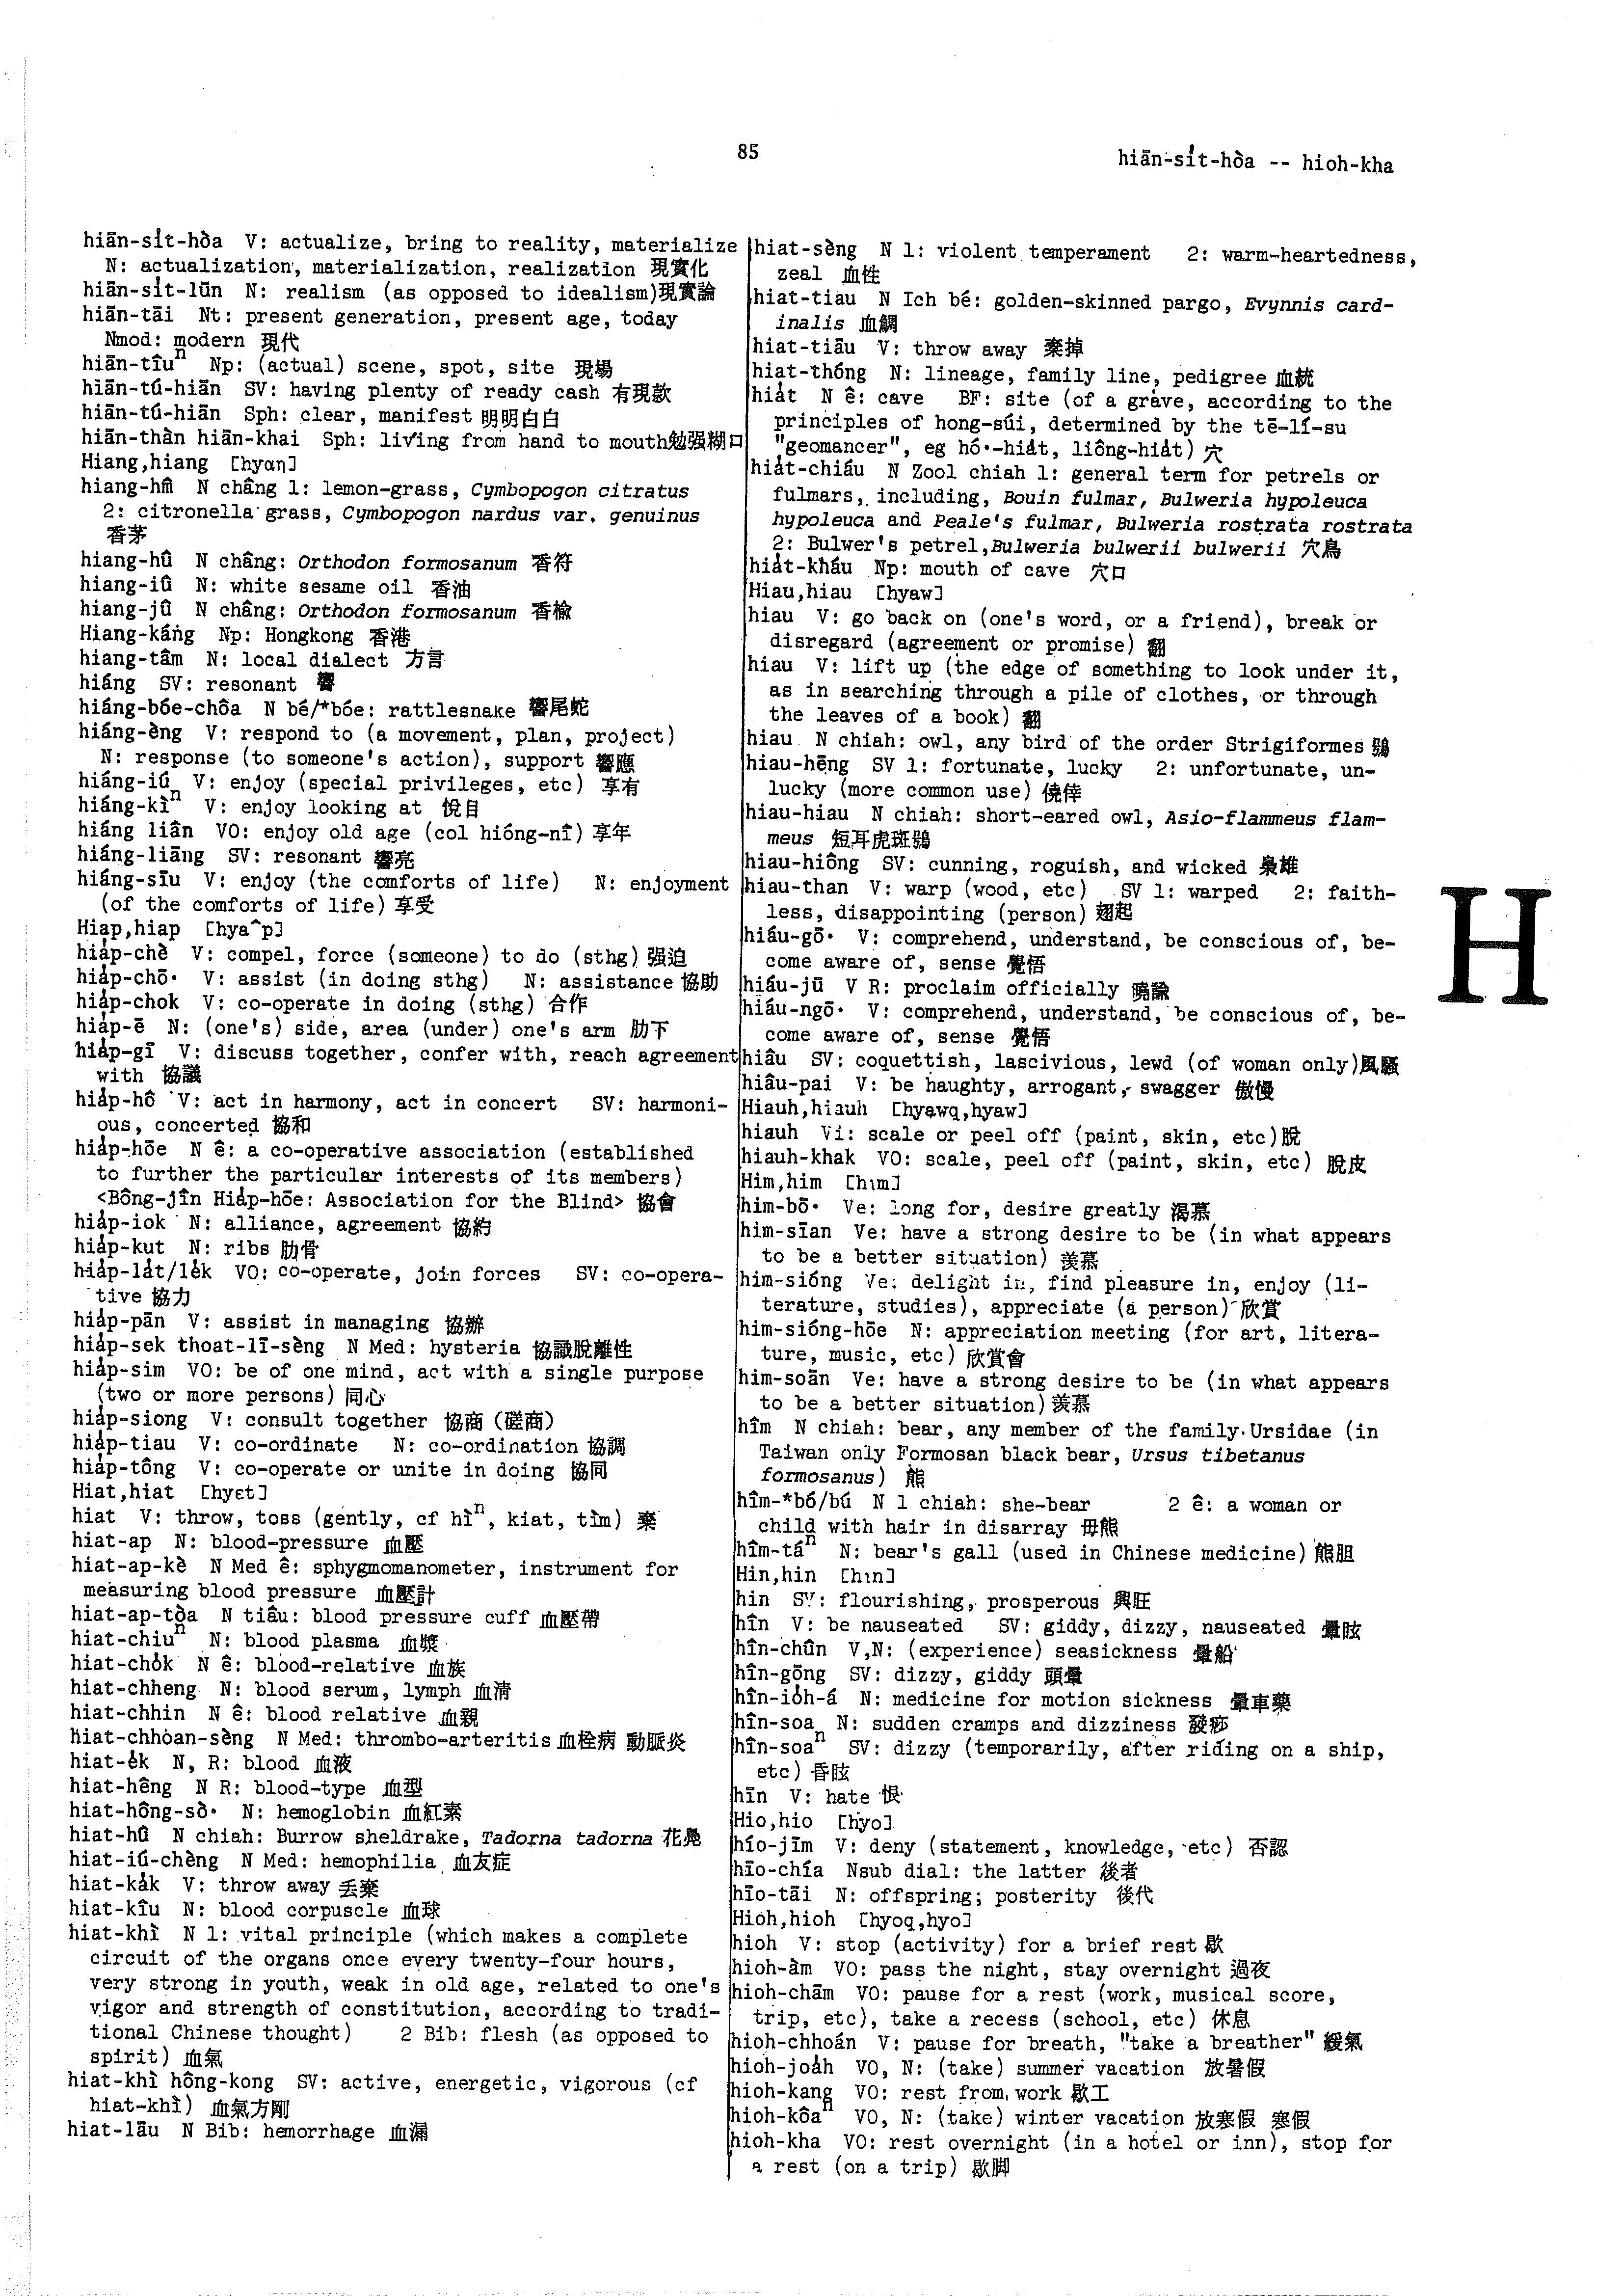 85
hiān-si̍t-hòa -- hioh-kha
hiān-si̍t-hòa V: actualize, bring to reality, materialize
N: actualization, materialization, realization 現實化
hiān-si̍t-lūn N: realism (as opposed to idealism)現實論
hiān-tāi Nt: present generation, present age, today
Nmod: modern 現代
hiān-tîuⁿ Np: (actual) scene, spot, site 現場
hiān-tú-hiān SV: having plenty of ready cash 有現款
hiān-tú-hiān Sph: clear, manifest 明明白白
hiān-thàn hiān-khai Sph: living from hand to mouth勉强糊口
Hiang,hiang [hyɑn]
hiang-hm̂ N châng 1: lemon-grass, Cymbopogon citratus
2: citronella grass, Cymbopogon nardus var. genuinus
香茅
hiang-hû N châng: Orthodon formosanum 香符
hiang-iû N: white sesame oil 香油
hiang-jû N châng: Orthodon formosanum 香楡
Hiang-káng Np: Hongkong 香港
hiang-tâm N: local dialect 方言
hiáng SV: resonant 響
hiáng-bóe-chôa N bé/*bóe: rattlesnake 響尾蛇
hiáng-èng V: respond to (a movement, plan, project)
N: response (to someone's action), support 響應
hiáng-iú V: enjoy (special privileges, etc) 享有
hiáng-kìⁿ V: enjoy looking at 悅目
hiáng liân VO: enjoy old age (col hióng-nî) 享年
hiáng-liāng SV: resonant 響亮
hiáng-sīu V: enjoy (the comforts of life) N: enjoyment
(of the comforts of life) 享受
Hiap,hiap [hyaˆp]
hia̍p-chè V: compel, force (someone) to do (sthg) 强迫
hia̍p-chō· V: assist (in doing sthg) N: assistance 協助
hia̍p-chok V: co-operate in doing (sthg) 合作
hia̍p-ē N: (one's) side, area (under) one's arm 肋下
hia̍p-gī V: discuss together, confer with, reach agreement
with 協議
hia̍p-hô V: act in harmony, act in concert SV: harmoni-
ous, concerted 協和
hia̍p-hōe N ê: a co-operative association (established
to further the particular interests of its members)
<Bông-jîn Hia̍p-hōe: Association for the Blind> 協會
hia̍p-iok N: alliance, agreement 協約
hia̍p-kut N: ribs 肋骨
hia̍p-la̍t/le̍k VO: co-operate, join forces SV: co-opera-
tive 協力
hia̍p-pān V: assist in managing 協辦
hia̍p-sek thoat-lī-sèng N Med: hysteria 協識脫離性
hia̍p-sim VO: be of one mind, act with a single purpose
(two or more persons) 同心
hia̍p-siong V: consult together 協商 (磋商)
hia̍p-tiau V: co-ordinate N: co-ordination 協調
hia̍p-tông V: co-operate or unite in doing 協同
Hiat,hiat [hyɛt]
hiat V: throw, toss (gently, cf hìⁿ, kiat, tìm) 棄
hiat-ap N: blood-pressure 血壓
hiat-ap-kè N Med ê: sphygmomanometer, instrument for
measuring blood pressure 血壓計
hiat-ap-tòa N tiâu: blood pressure cuff 血壓帶
hiat-chiuⁿ N: blood plasma 血漿
hiat-cho̍k N ê: blood-relative 血族
hiat-chheng N: blood serum, lymph 血清
hiat-chhin N ê: blood relative 血親
hiat-chhòan-sèng N Med: thrombo-arteritis 血栓病 動脈炎
hiat-e̍k N, R: blood 血液
hiat-hêng N R: blood-type 血型
hiat-hông-sò· N: hemoglobin 血紅素
hiat-hû N chiah: Burrow sheldrake, Tadorna tadorna 花鳧
hiat-iú-chèng N Med: hemophilia 血友症
hiat-ka̍k V: throw away 丢棄
hiat-kîu N: blood corpuscle 血球
hiat-khì N 1: vital principle (which makes a complete
circuit of the organs once every twenty-four hours,
very strong in youth, weak in old age, related to one's
vigor and strength of constitution, according to tradi-
tional Chinese thought) 2 Bib: flesh (as opposed to
spirit) 血氣
hiat-khì hông-kong SV: active, energetic, vigorous (cf
hiat-khì) 血氣方剛
hiat-lāu N Bib: hemorrhage 血漏
hiat-sèng N 1: violent temperament 2: warm-heartedness,
zeal 血性
hiat-tiau N Ich bé: golden-skinned pargo, Evynnis card-
inalis 血鯛
hiat-tiāu V: throw away 棄掉
hiat-thóng N: lineage, family line, pedigree 血統
hia̍t N ê: cave BF: site (of a grave, according to the
principles of hong-súi, determined by the tē-lí-su
"geomancer", eg hó·-hia̍t, liông-hia̍t) 穴
hia̍t-chiáu N Zool chiah 1: general term for petrels or
fulmars, including, Bouin fulmar, Bulweria hypoleuca
hypoleuca and Peale's fulmar, Bulweria rostrata rostrata
2: Bulwer's petrel,Bulweria bulwerii bulwerii 穴鳥
hia̍t-kháu Np: mouth of cave 穴口
Hiau,hiau [hyaw]
hiau V: go back on (one's word, or a friend), break or
disregard (agreement or promise) 翻
hiau V: lift up (the edge of something to look under it,
as in searching through a pile of clothes, or through
the leaves of a book) 翻
hiau N chiah: owl, any bird of the order Strigiformes 鴞
hiau-hēng SV 1: fortunate, lucky 2: unfortunate, un-
lucky (more common use) 僥倖
hiau-hiau N chiah: short-eared owl, Asio-flammeus flam-
meus 短耳虎斑鴞
hiau-hiông SV: cunning, roguish, and wicked 梟雄
hiau-than V: warp (wood, etc) SV 1: warped 2: faith-
less, disappointing (person) 翅起
hiáu-gō· V: comprehend, understand, be conscious of, be-
come aware of, sense 覺悟
hiáu-jū V R: proclaim officially 曉諭
hiáu-ngō· V: comprehend, understand, be conscious of, be-
come aware of, sense 覺悟
hiâu SV: coquettish, lascivious, lewd (of woman only)風騷
hiâu-pai V: be haughty, arrogant, swagger 傲慢
Hiauh,hiauh [hyawq,hyaw]
hiauh Vi: scale or peel off (paint, skin, etc)脫
hiauh-khak VO: scale, peel off (paint, skin, etc) 脫皮
Him,him [hɩm]
him-bō· Ve: long for, desire greatly 渴慕
him-sīan Ve: have a strong desire to be (in what appears
to be a better situation) 羨慕
him-sióng Ve: delight in, find pleasure in, enjoy (li-
terature, studies), appreciate (a person) 欣賞
him-sióng-hōe N: appreciation meeting (for art, litera-
ture, music, etc) 欣賞會
him-soān Ve: have a strong desire to be (in what appears
to be a better situation) 羨慕
hîm N chiah: bear, any member of the family Ursidae (in
Taiwan only Formosan black bear, Ursus tibetanus
formosanus) 熊
hîm-*bó/bú N 1 chiah: she-bear 2 ê: a woman or
child with hair in disarray 毋熊
hîm-táⁿ N: bear's gall (used in Chinese medicine) 熊胆
Hin,hin [hɩn]
hin SV: flourishing, prosperous 興旺
hîn V: be nauseated SV: giddy, dizzy, nauseated 暈眩
hîn-chûn V,N: (experience) seasickness 暈船
hîn-gōng SV: dizzy, giddy 頭暈
hîn-io̍h-á N: medicine for motion sickness 暈車藥
hîn-soa N: sudden cramps and dizziness 發痧
hîn-soaⁿ SV: dizzy (temporarily, after riding on a ship,
etc) 昏眩
hīn V: hate 恨
Hio,hio [hyo]
hío-jīm V: deny (statement, knowledge, etc) 否認
hīo-chía Nsub dial: the latter 後者
hīo-tāi N: offspring; posterity 後代
Hioh,hioh [hyoq,hyo]
hioh V: stop (activity) for a brief rest 歇
hioh-àm VO: pass the night, stay overnight 過夜
hioh-chām VO: pause for a rest (work, musical score,
trip, etc), take a recess (school, etc) 休息
hioh-chhoán V: pause for breath, "take a breather" 緩氣
hioh-joa̍h VO, N: (take) summer vacation 放暑假
hioh-kang VO: rest from work 歇工
hioh-kôaⁿ VO, N: (take) winter vacation 放寒假 寒假
hioh-kha VO: rest overnight (in a hotel or inn), stop for
a rest (on a trip) 歇脚
H